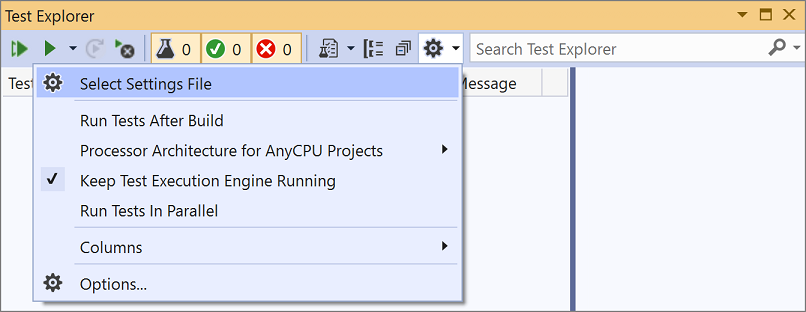 Test Explorer
0 0 0 Search Test Explorer
Test Message
Select Settings File
Run Tests After Build
Processor Architecture for AnyCPU Projects
Keep Test Execution Engine Running
Run Tests In Parallel
Columns
Options...